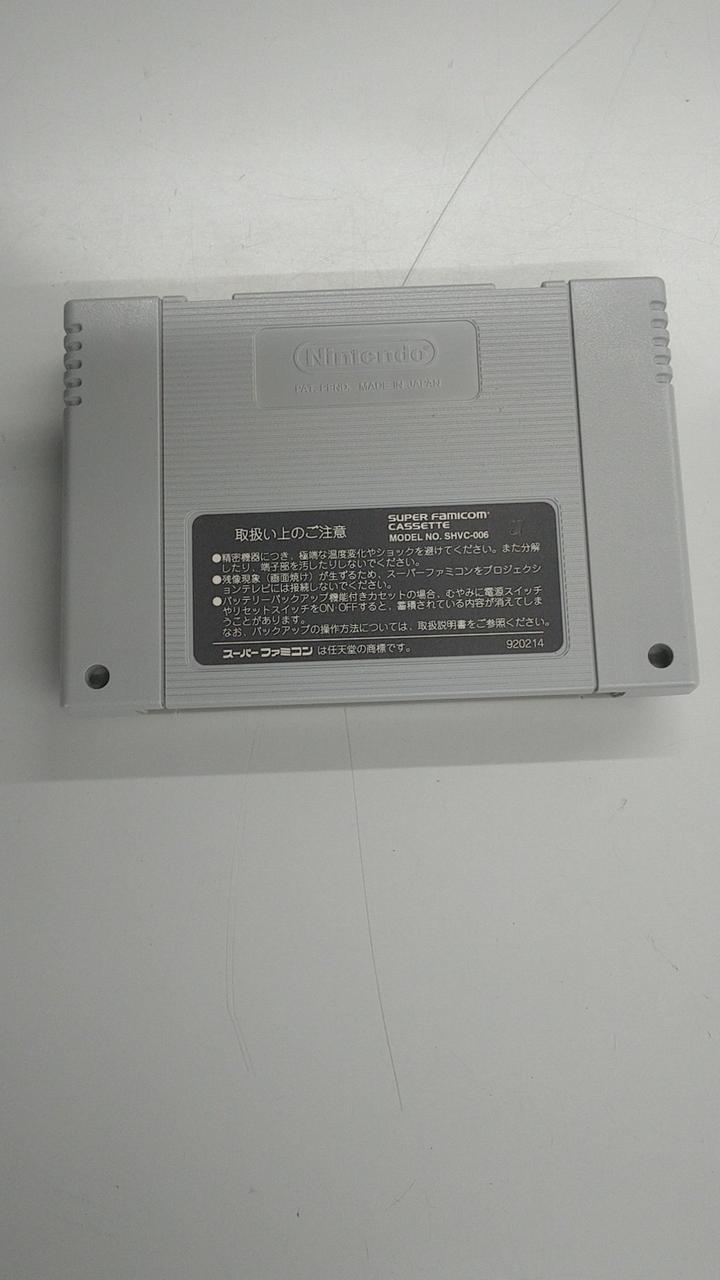 Nintendo®
PAT. PEND. MADE IN JAPAN
取扱い上のご注意
SUPER FAMICOM®
CASSETTE
MODEL NO. SHVC-006
●精密機器につき、極端な温度変化やショックを避けてください。また分解
したり、端子部を汚したりしないでください。
●残像現象（画面焼け）が生ずるため、スーパーファミコンをプロジェクシ
ョンテレビには接続しないでください。
●バッテリーバックアップ機能付きカセットの場合、むやみに電源スイッチ
やリセットスイッチをON・OFFすると、蓄積されている内容が消えてしま
うことがあります。
なお、バックアップの操作方法については、取扱説明書をご参照ください。
スーパーファミコン は任天堂の商標です。
920214